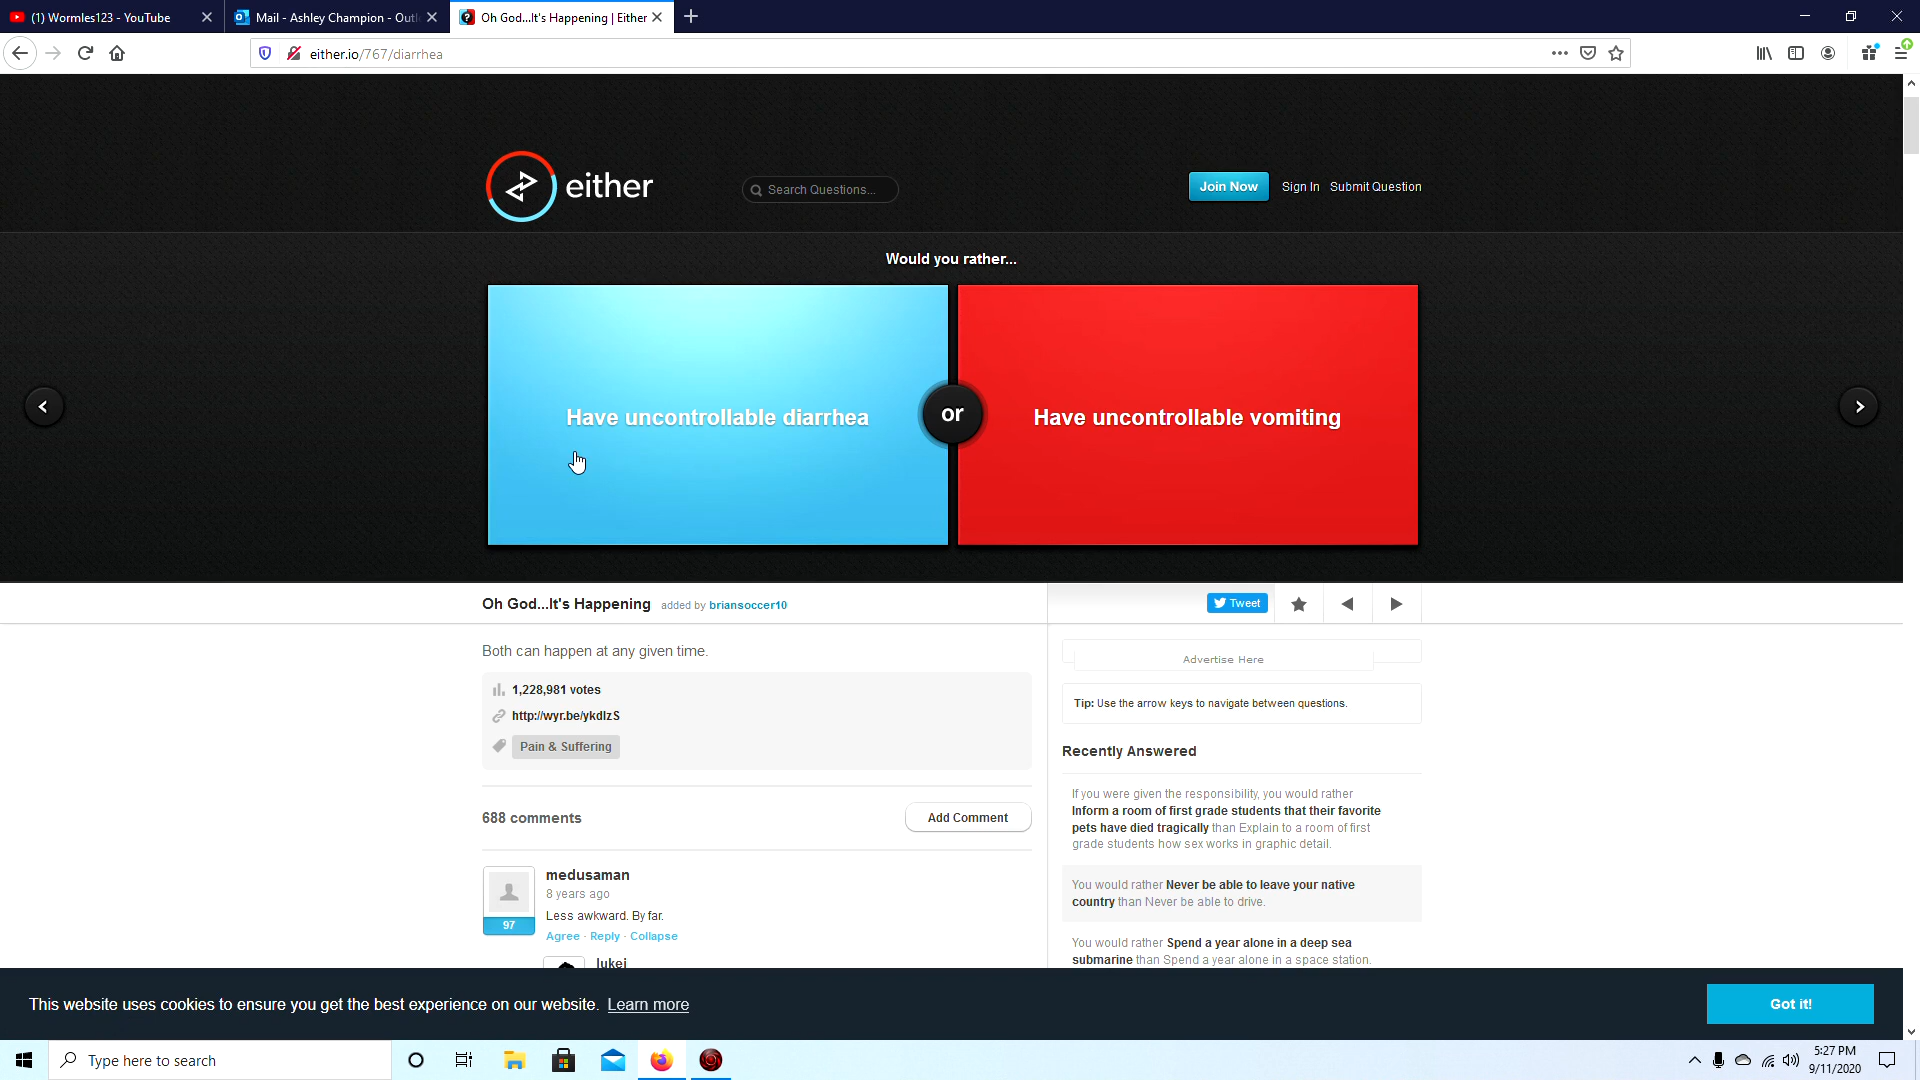 (1) Wormles123 - YouTube
Mail - Ashley Champion - Outl
Oh God...It's Happening | Either
either.io/767/diarrhea
either
Search Questions...
Join Now
Sign In
Submit Question
Would you rather...
Have uncontrollable diarrhea
or
Have uncontrollable vomiting
Oh God...It's Happening added by briansoccer10
Tweet
Both can happen at any given time.
1,228,981 votes
http://wyr.be/ykdIzS
Pain & Suffering
688 comments
Add Comment
medusaman
8 years ago
97
Less awkward. By far.
Agree · Reply · Collapse
lukej
Advertise Here
Tip: Use the arrow keys to navigate between questions.
Recently Answered
If you were given the responsibility, you would rather
Inform a room of first grade students that their favorite
pets have died tragically than Explain to a room of first
grade students how sex works in graphic detail.
You would rather Never be able to leave your native
country than Never be able to drive.
You would rather Spend a year alone in a deep sea
submarine than Spend a year alone in a space station.
This website uses cookies to ensure you get the best experience on our website. Learn more
Got it!
Type here to search
5:27 PM
9/11/2020